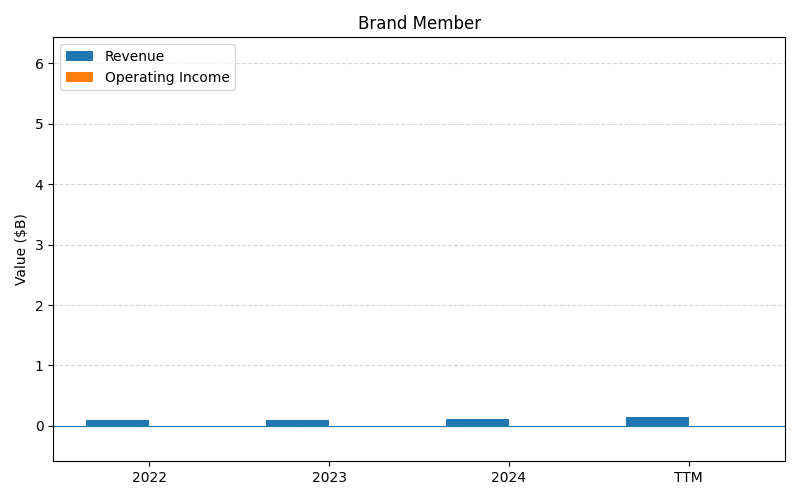 Brand Member
Revenue
Operating Income
Value ($B)
6
5
4
3
2
1
0
2022
2023
2024
TTM